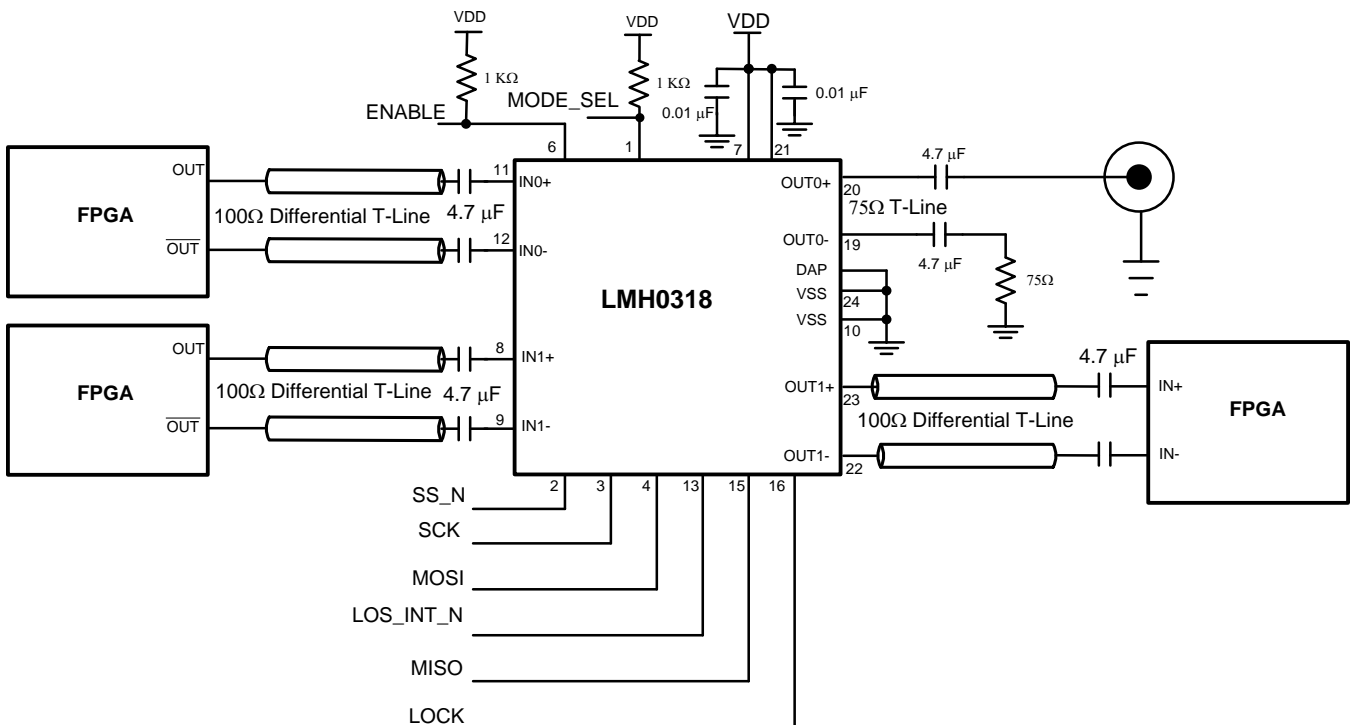 VDD
VDD
VDD
1 KΩ
1 KΩ
0.01 µF
0.01 µF
ENABLE
MODE_SEL
6
1
7
21
FPGA
OUT
OUT
100Ω Differential T-Line
4.7 µF
11
IN0+
12
IN0-
FPGA
OUT
OUT
100Ω Differential T-Line
4.7 µF
8
IN1+
9
IN1-
LMH0318
OUT0+
20
4.7 µF
75Ω T-Line
OUT0-
19
4.7 µF
75Ω
DAP
VSS
24
VSS
10
OUT1+
23
100Ω Differential T-Line
OUT1-
22
4.7 µF
IN+
FPGA
IN-
2
3
4
13
15
16
SS_N
SCK
MOSI
LOS_INT_N
MISO
LOCK